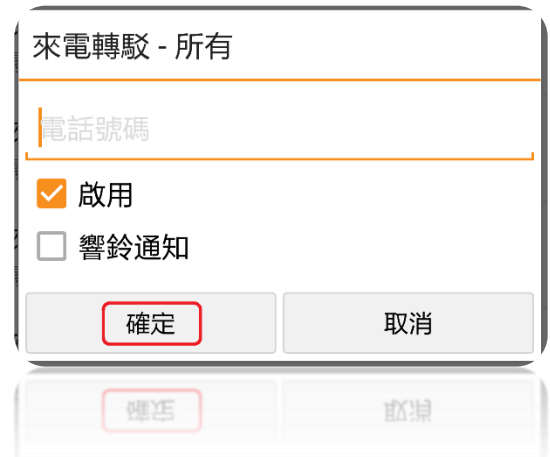 來電轉駁 - 所有
電話號碼
啟用
響鈴通知
確定
取消